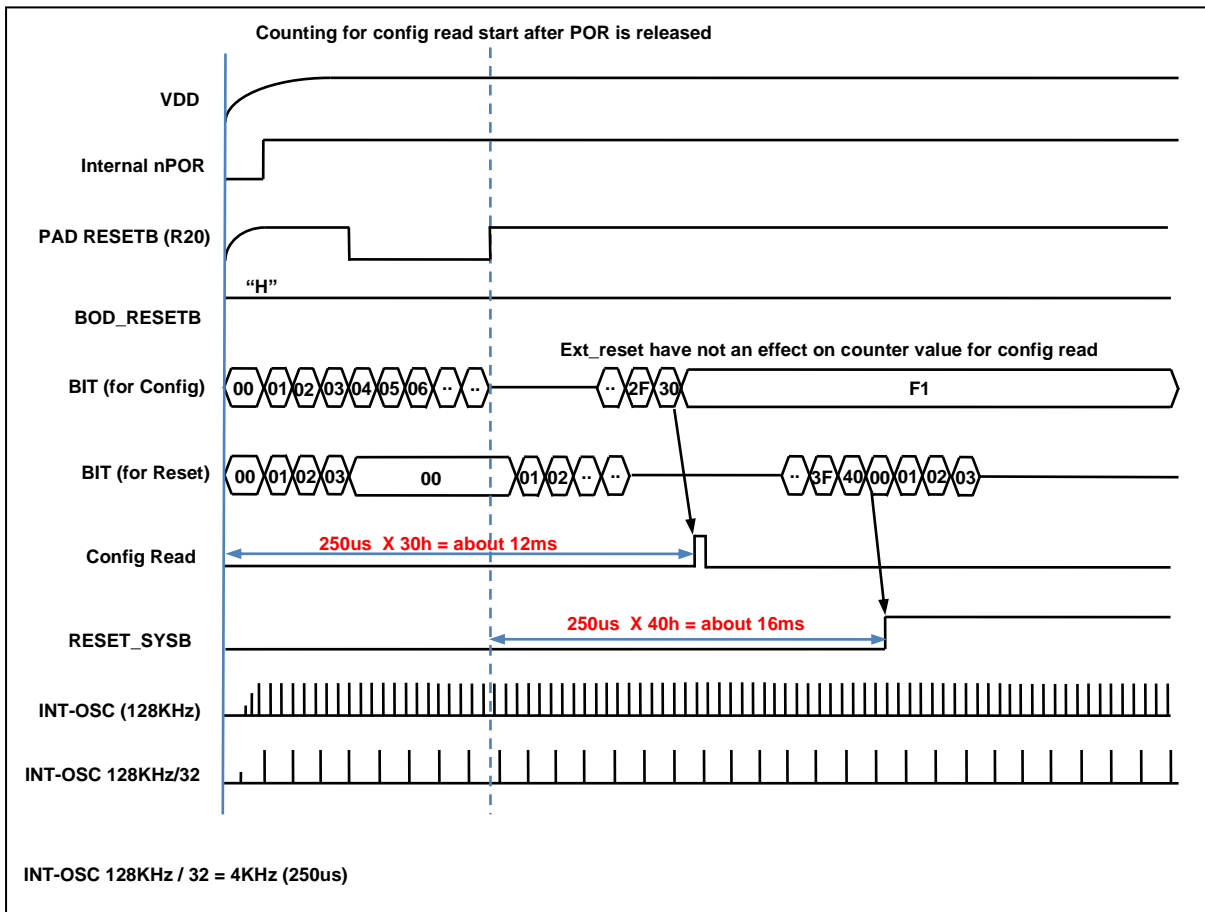 Counting for config read start after POR is released
VDD
Internal nPOR
PAD RESETB (R20)
“H”
BOD_RESETB
Ext_reset have not an effect on counter value for config read
BIT (for Config) 00 01 02 03 04 05 06 ·· ·· ·· 2F 30 F1
BIT (for Reset) 00 01 02 03 00 01 02 ·· ·· ·· 3F 40 00 01 02 03
250us X 30h = about 12ms
Config Read
250us X 40h = about 16ms
RESET_SYSB
INT-OSC (128KHz)
INT-OSC 128KHz/32
INT-OSC 128KHz / 32 = 4KHz (250us)